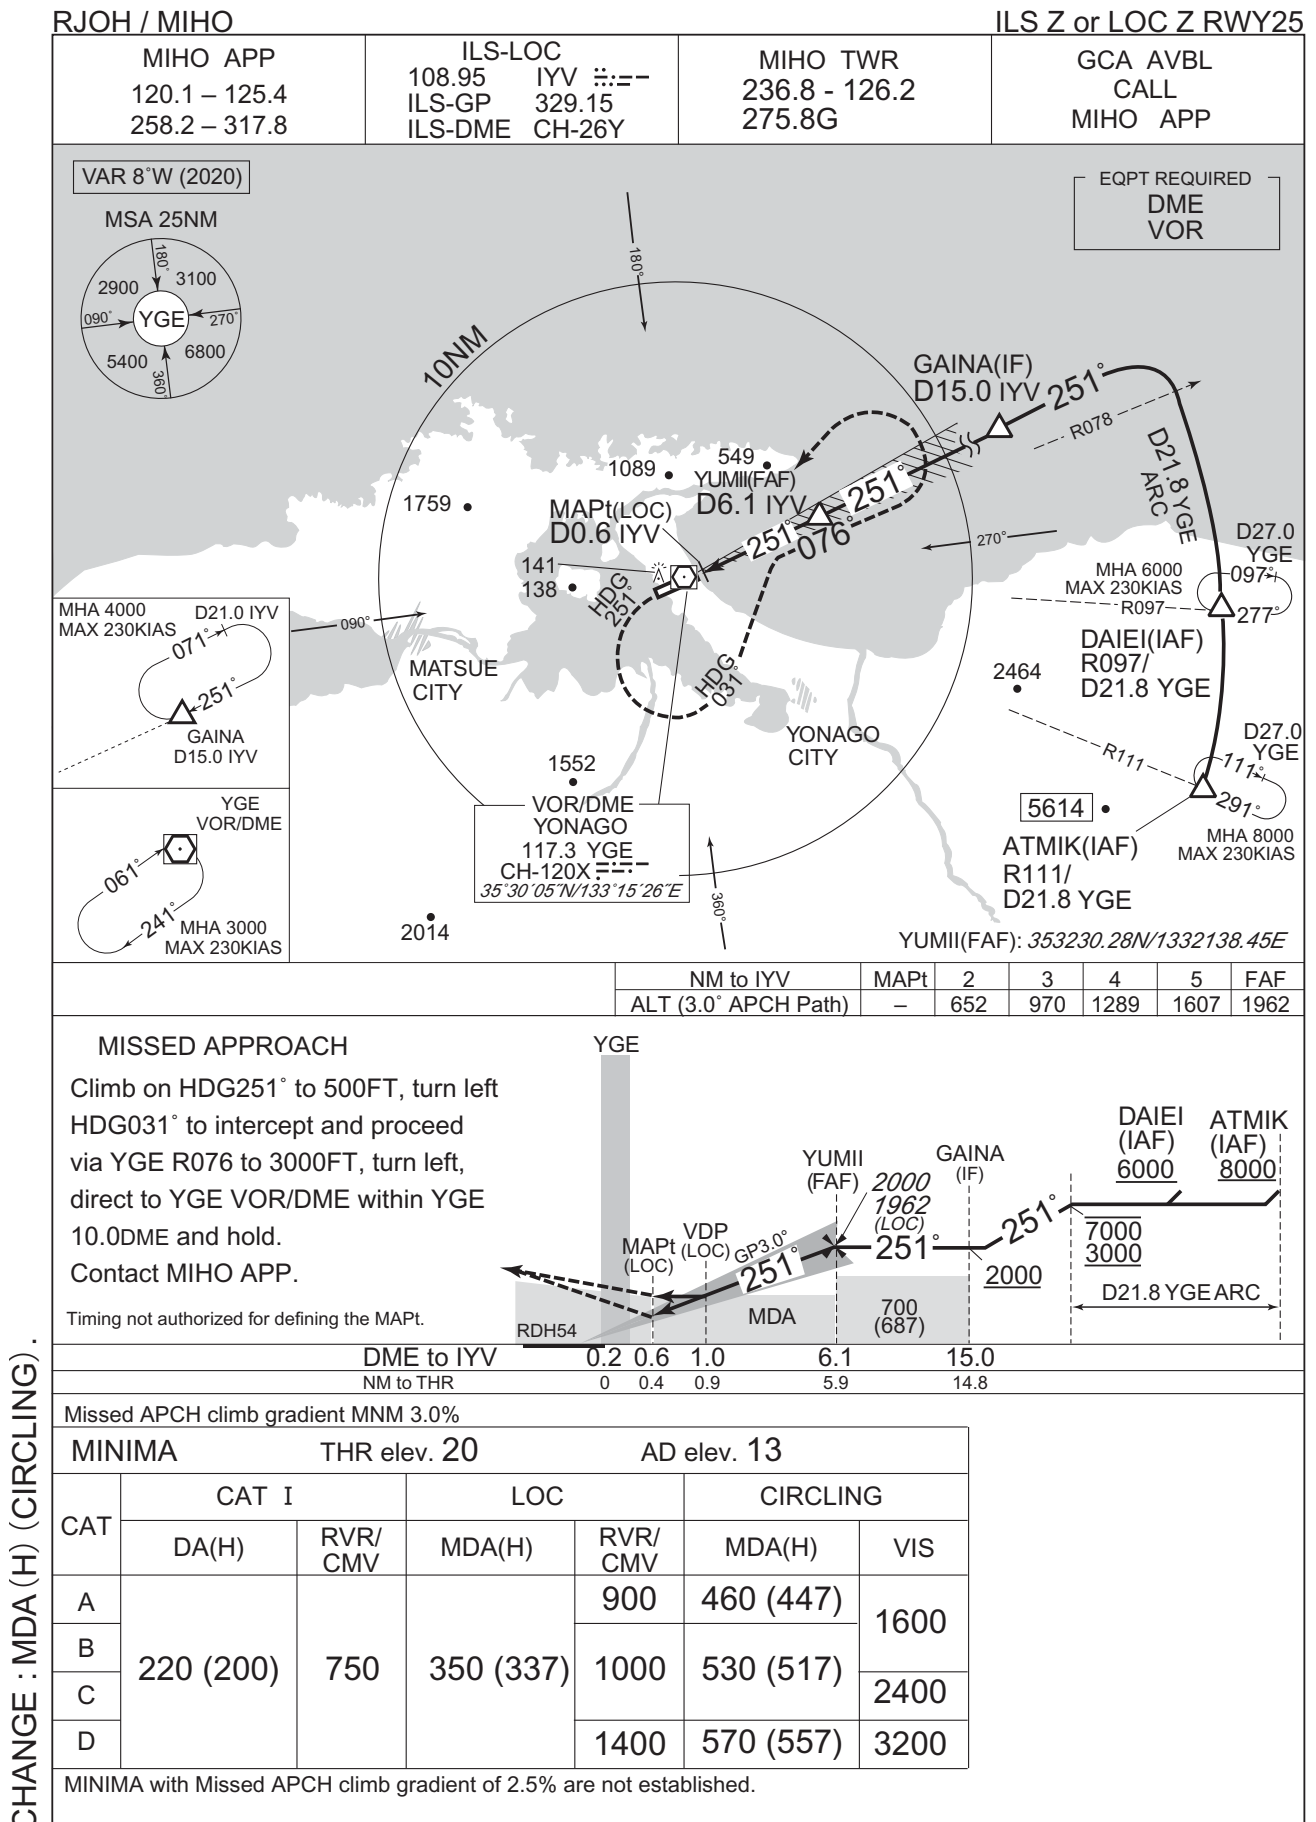 RJOH / MIHO
ILS Z or LOC Z RWY25
MIHO APP
120.1 – 125.4
258.2 – 317.8
ILS-LOC
108.95 IYV
ILS-GP 329.15
ILS-DME CH-26Y
MIHO TWR
236.8 - 126.2
275.8G
GCA AVBL
CALL
MIHO APP
VAR 8°W (2020)
MSA 25NM
180°
2900
3100
090°
YGE
270°
5400
6800
360°
EQPT REQUIRED
DME
VOR
180°
10NM
GAINA(IF)
D15.0 IYV
251°
R078
D21.8 YGE
ARC
1089
549
YUMII(FAF)
D6.1 IYV
251°
1759
MAPt(LOC)
D0.6 IYV
251°
076°
270°
D27.0
YGE
097°
277°
MHA 6000
MAX 230KIAS
R097
141
138
HDG
251°
DAIEI(IAF)
R097/
D21.8 YGE
MHA 4000
MAX 230KIAS
D21.0 IYV
071°
251°
GAINA
D15.0 IYV
090°
MATSUE
CITY
HDG
031°
2464
YONAGO
CITY
R111
D27.0
YGE
111°
291°
MHA 8000
MAX 230KIAS
5614
ATMIK(IAF)
R111/
D21.8 YGE
1552
VOR/DME
YONAGO
117.3 YGE
CH-120X
35°30´05˝N/133°15´26˝E
360°
YGE
VOR/DME
061°
241°
MHA 3000
MAX 230KIAS
2014
YUMII(FAF): 353230.28N/1332138.45E
NM to IYV MAPt 2 3 4 5 FAF
ALT (3.0° APCH Path) – 652 970 1289 1607 1962
MISSED APPROACH
Climb on HDG251° to 500FT, turn left
HDG031° to intercept and proceed
via YGE R076 to 3000FT, turn left,
direct to YGE VOR/DME within YGE
10.0DME and hold.
Contact MIHO APP.
Timing not authorized for defining the MAPt.
YGE
MAPt
(LOC)
VDP
(LOC)
GP3.0°
251°
YUMII
(FAF)
2000
1962
(LOC)
251°
GAINA
(IF)
2000
251°
7000
3000
DAIEI
(IAF)
6000
ATMIK
(IAF)
8000
D21.8 YGE ARC
RDH54
MDA
700
(687)
DME to IYV 0.2 0.6 1.0 6.1 15.0
NM to THR 0 0.4 0.9 5.9 14.8
Missed APCH climb gradient MNM 3.0%
MINIMA THR elev. 20 AD elev. 13
CAT CAT I LOC CIRCLING
DA(H) RVR/CMV MDA(H) RVR/CMV MDA(H) VIS
A 900 460 (447) 1600
B 220 (200) 750 350 (337) 1000 530 (517)
C 2400
D 1400 570 (557) 3200
MINIMA with Missed APCH climb gradient of 2.5% are not established.
CHANGE : MDA(H) (CIRCLING).